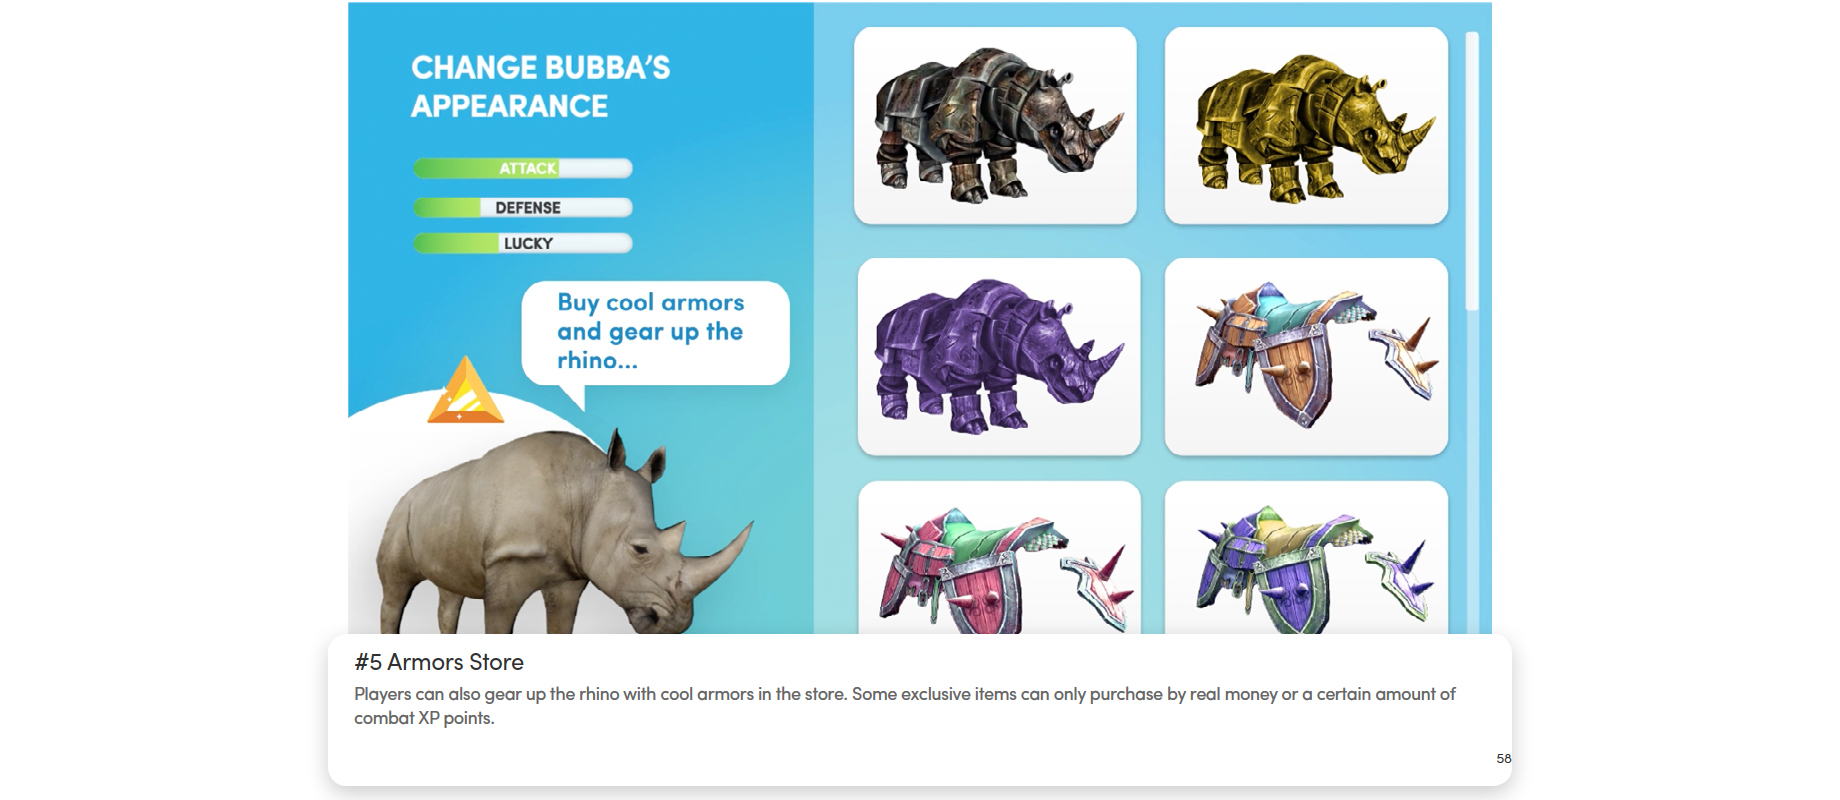 CHANGE BUBBA’S
APPEARANCE
ATTACK
DEFENSE
LUCKY
Buy cool armors
and gear up the
rhino...
#5 Armors Store
Players can also gear up the rhino with cool armors in the store. Some exclusive items can only purchase by real money or a certain amount of
combat XP points.
58